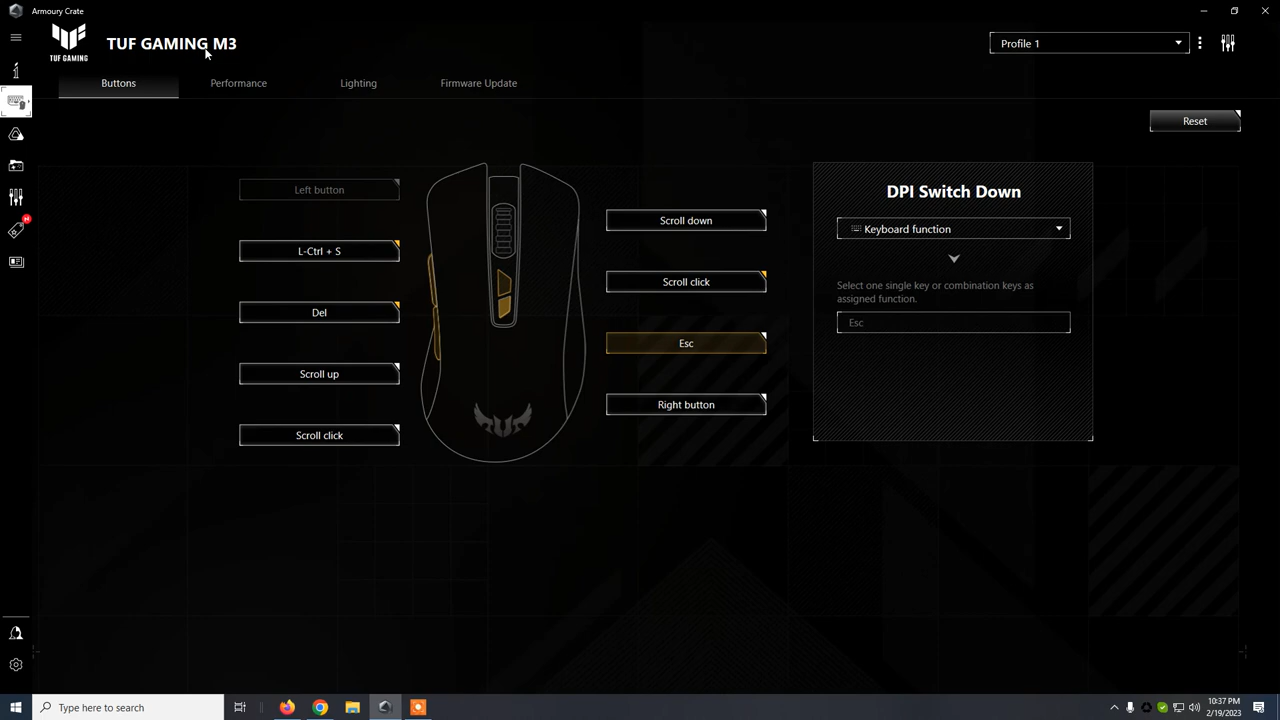 Armoury Crate
TUF GAMING
TUF GAMING M3
Profile 1
Buttons
Performance
Lighting
Firmware Update
Reset
Left button
L-Ctrl + S
Del
Scroll up
Scroll click
Scroll down
Scroll click
Esc
Right button
DPI Switch Down
Keyboard function
Select one single key or combination keys as
assigned function.
Esc
Type here to search
10:37 PM
2/19/2023